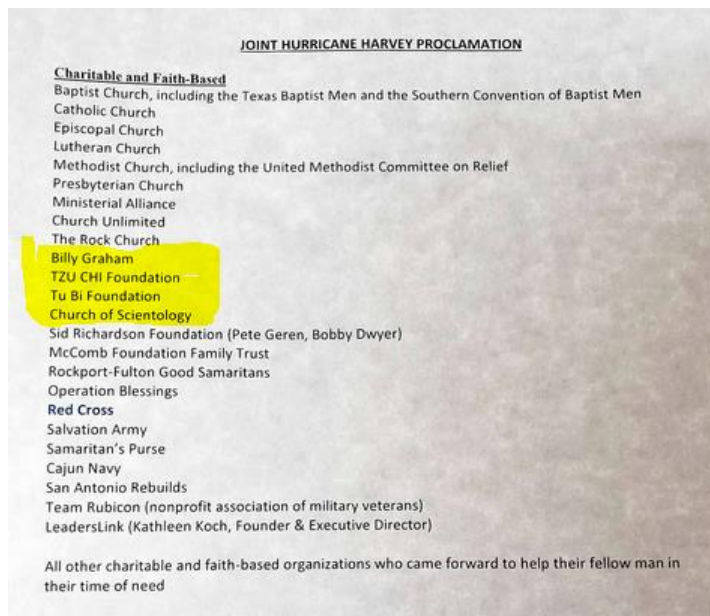 JOINT HURRICANE HARVEY PROCLAMATION
Charitable and Faith-Based
Baptist Church, including the Texas Baptist Men and the Southern Convention of Baptist Men
Catholic Church
Episcopal Church
Lutheran Church
Methodist Church, including the United Methodist Committee on Relief
Presbyterian Church
Ministerial Alliance
Church Unlimited
The Rock Church
Billy Graham
TZU CHI Foundation
Tu Bi Foundation
Church of Scientology
Sid Richardson Foundation (Pete Geren, Bobby Dwyer)
McComb Foundation Family Trust
Rockport-Fulton Good Samaritans
Operation Blessings
Red Cross
Salvation Army
Samaritan's Purse
Cajun Navy
San Antonio Rebuilds
Team Rubicon (nonprofit association of military veterans)
LeadersLink (Kathleen Koch, Founder & Executive Director)
All other charitable and faith-based organizations who came forward to help their fellow man in
their time of need